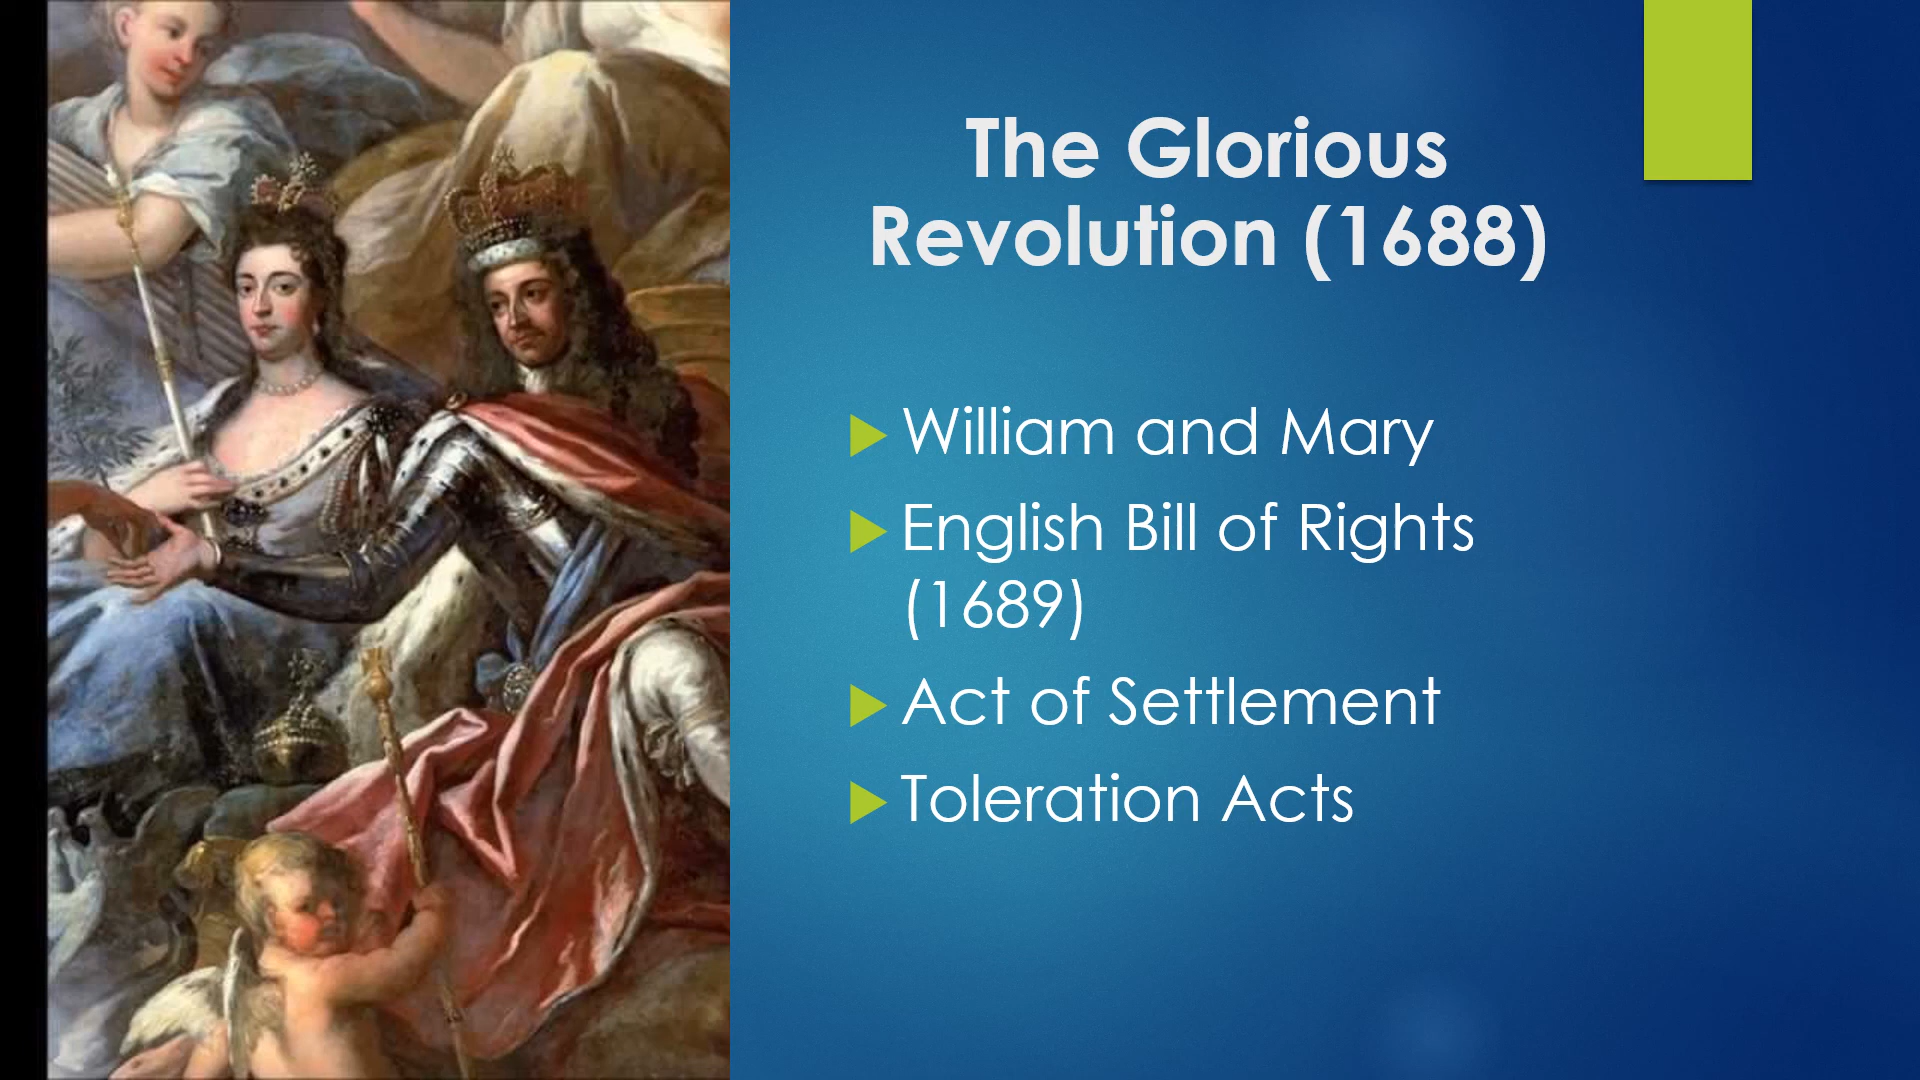 The Glorious
Revolution (1688)
William and Mary
English Bill of Rights
(1689)
Act of Settlement
Toleration Acts